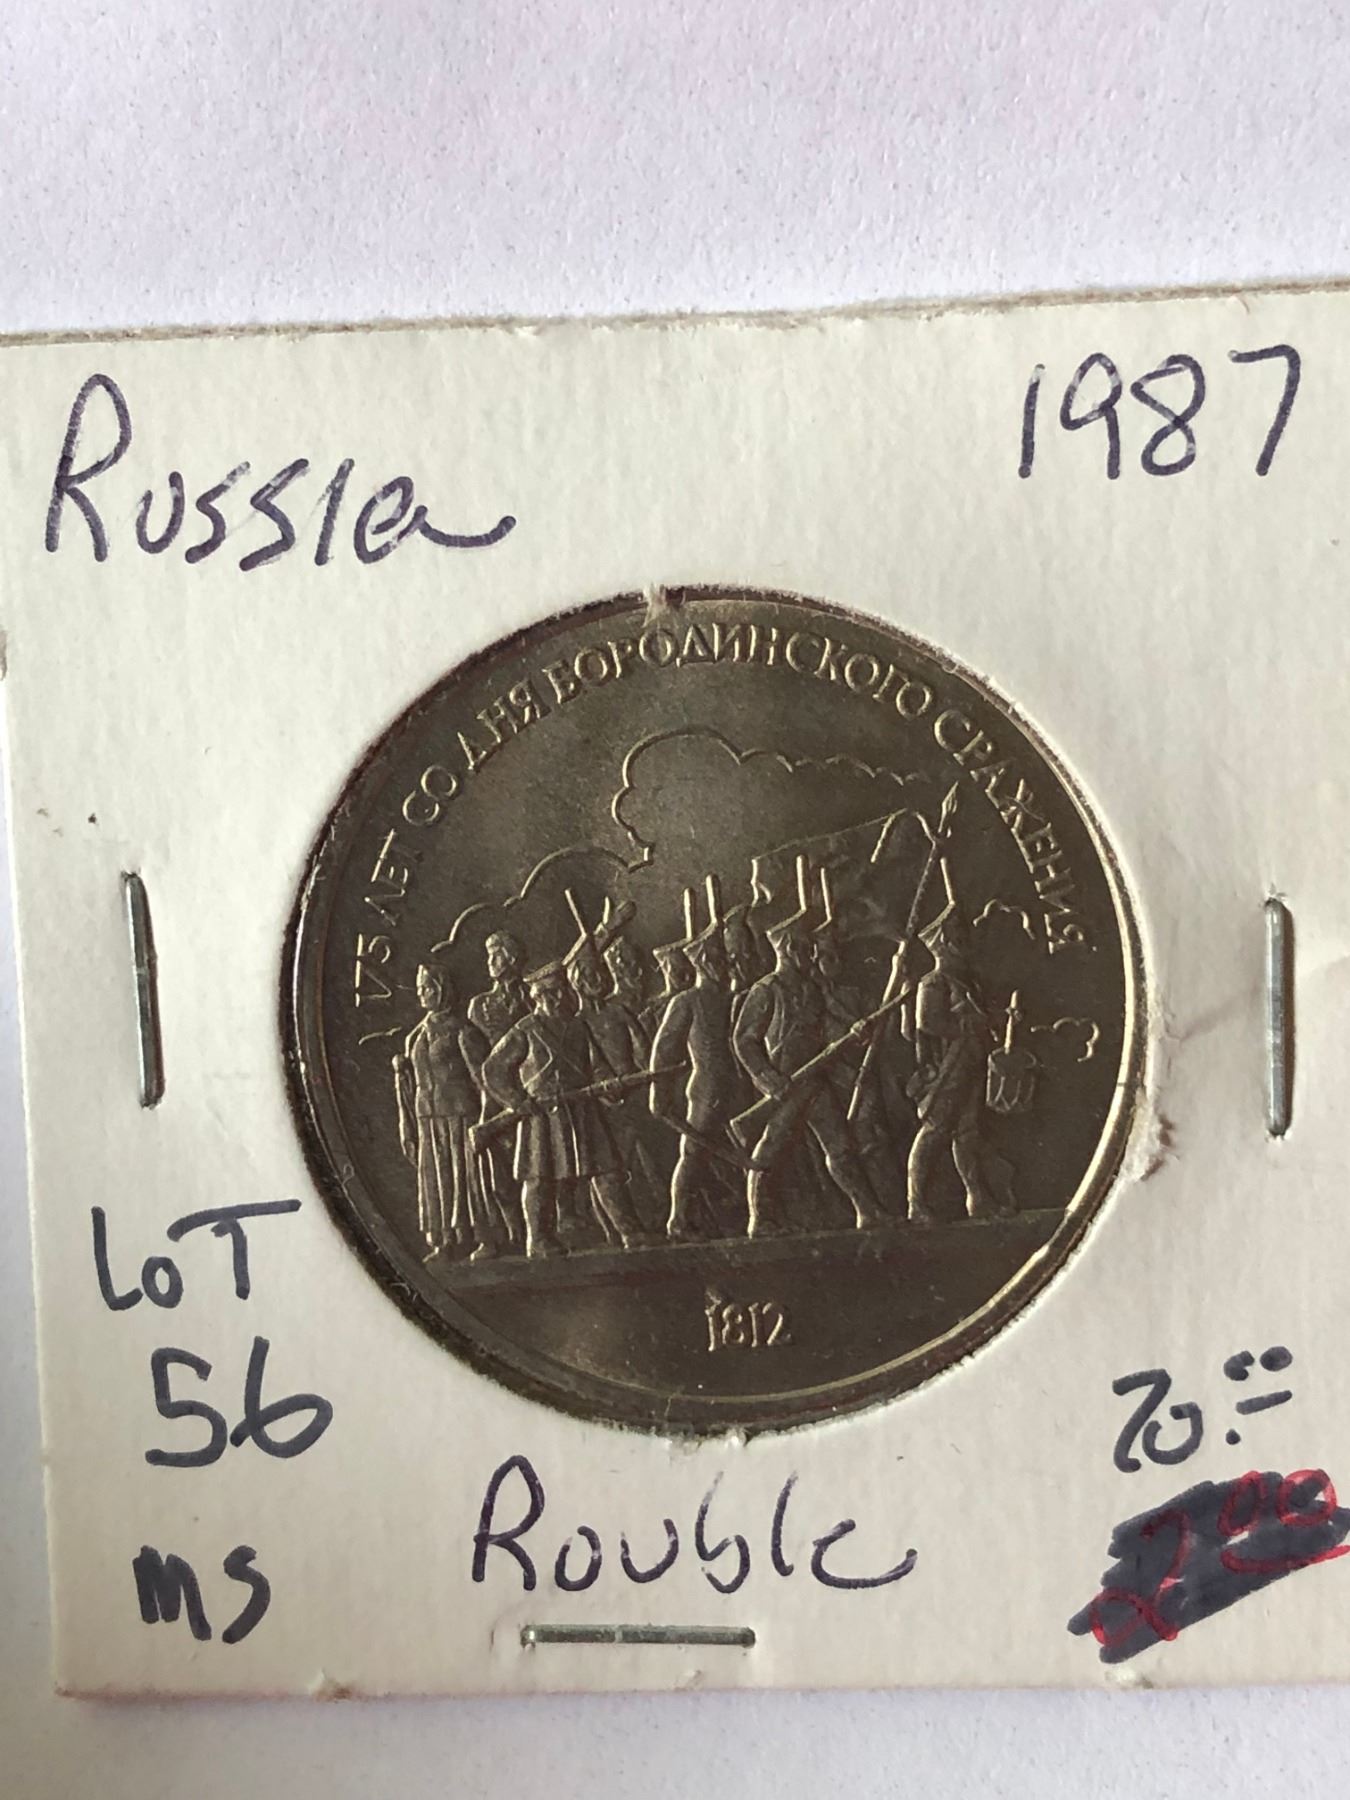 Russia
1987
175 ЛЕТ СО ДНЯ БОРОДИНСКОГО СРАЖЕНИЯ
1812
LOT
56
MS
Rouble
20.00
2.00